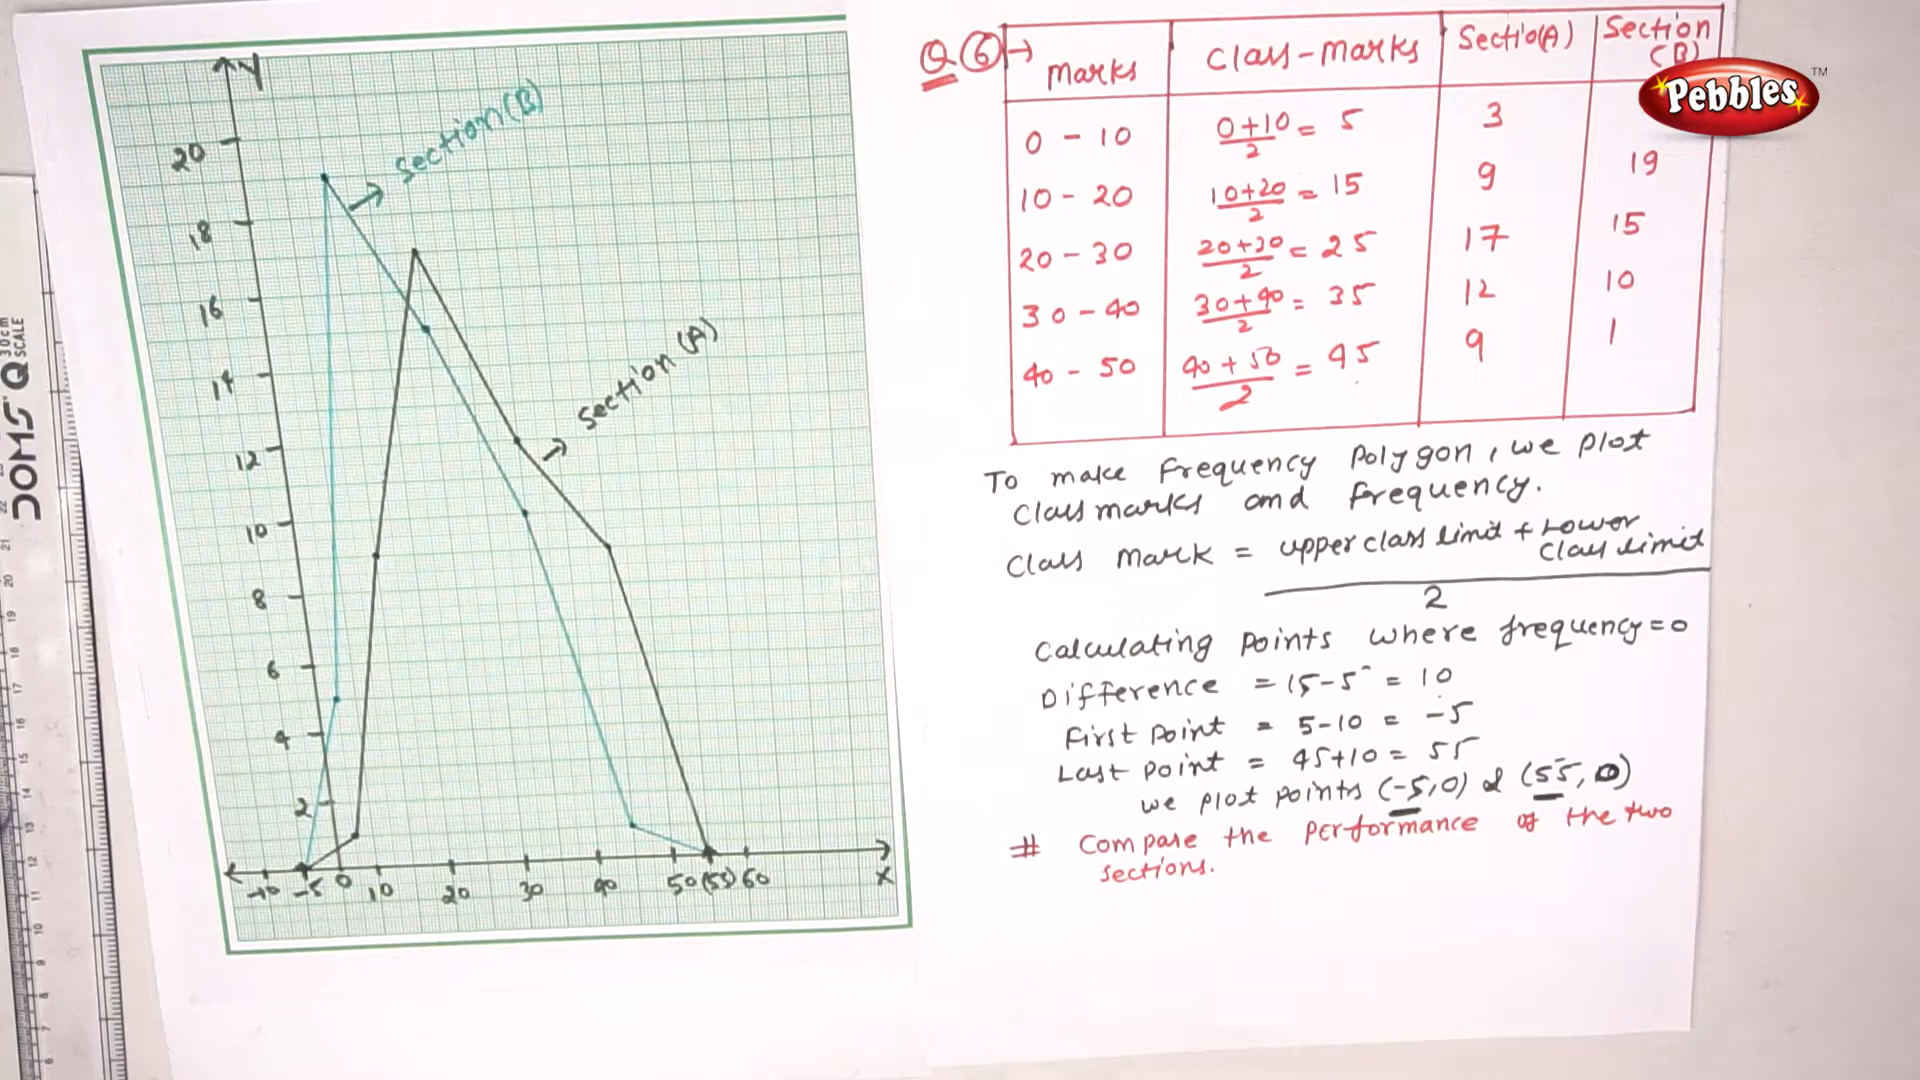 Q (6) →
Marks Class-marks Sectio(A) Section (B)
0 - 10 0+10/2 = 5 3
10 - 20 10+20/2 = 15 9 19
20 - 30 20+30/2 = 25 17 15
30 - 40 30+40/2 = 35 12 10
40 - 50 40+50/2 = 45 9 1
Pebbles TM
To make frequency Polygon, we plot
Class marks and frequency.
Class Mark = upper class limit + Lower class limit
2
Calculating Points where frequency=0
Difference = 15-5 = 10
First Point = 5-10 = -5
Last point = 45+10 = 55
we plot points (-5,0) & (55, 0)
# Compare the performance of the two
sections.
Y
20
18
16
14
12
10
8
6
4
2
-10 -5 0 10 20 30 40 50 (55) 60 X
Section (B)
Section (A)
DOMS Q 30cm SCALE